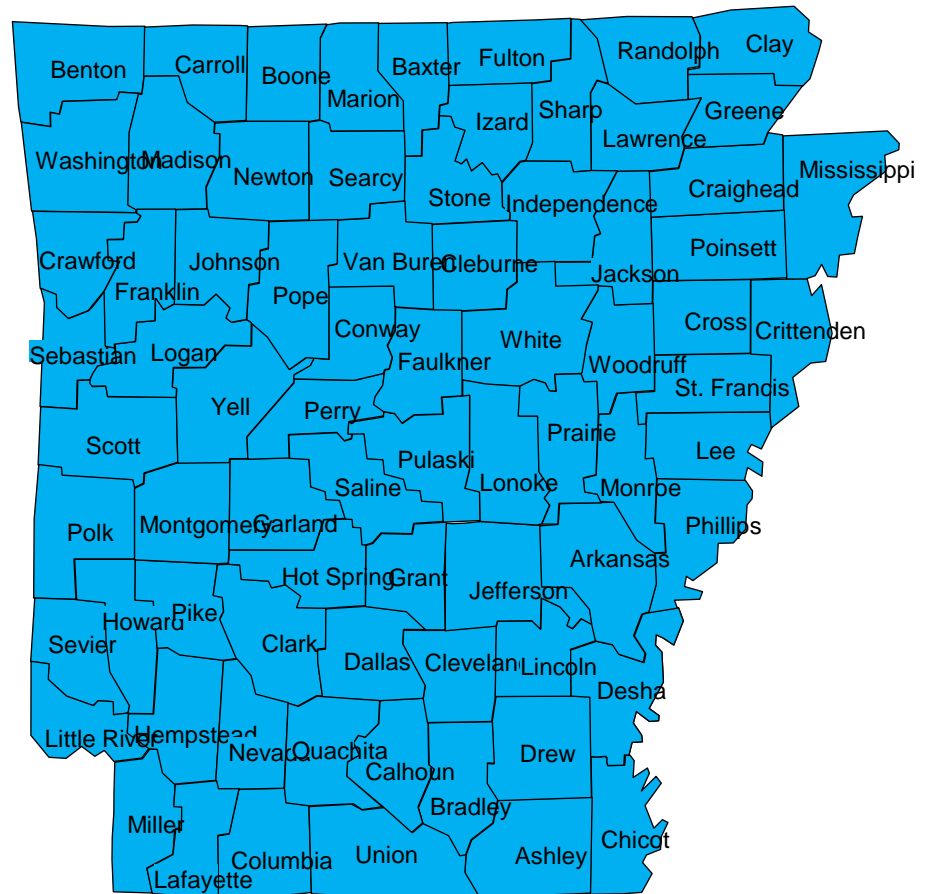 Benton
Carroll
Boone
Marion
Baxter
Fulton
Sharp
Randolph
Clay
Greene
Izard
Lawrence
Washington
Madison
Newton
Searcy
Stone
Independence
Craighead
Mississippi
Crawford
Franklin
Johnson
Pope
Van Buren
Cleburne
Jackson
Poinsett
Sebastian
Logan
Conway
Faulkner
White
Woodruff
Cross
Crittenden
St. Francis
Scott
Yell
Perry
Pulaski
Lonoke
Prairie
Monroe
Lee
Polk
Montgomery
Garland
Saline
Phillips
Hot Spring
Grant
Jefferson
Arkansas
Sevier
Howard
Pike
Clark
Dallas
Cleveland
Lincoln
Desha
Little River
Hempstead
Nevada
Ouachita
Calhoun
Bradley
Drew
Miller
Lafayette
Columbia
Union
Ashley
Chicot